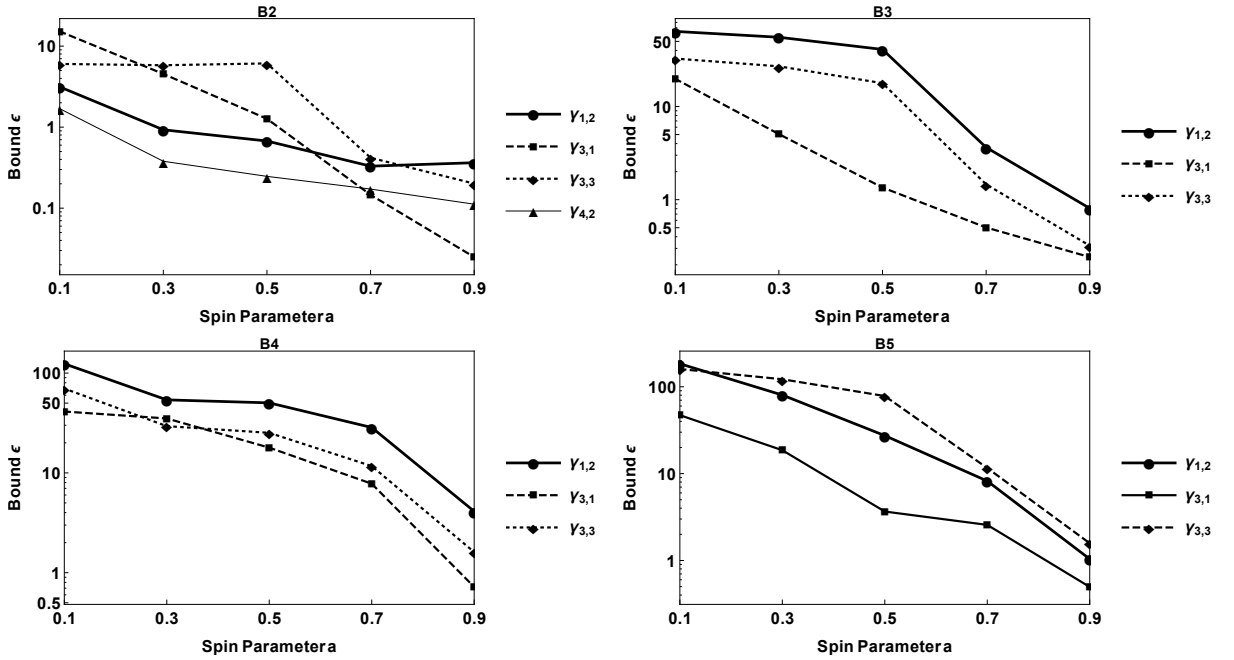 B2
10
1
0.1
Bound ϵ
0.1 0.3 0.5 0.7 0.9
Spin Parameter a
γ1,2
γ3,1
γ3,3
γ4,2
B3
50
10
5
1
0.5
Bound ϵ
0.1 0.3 0.5 0.7 0.9
Spin Parameter a
γ1,2
γ3,1
γ3,3
B4
100
50
10
1
0.5
Bound ϵ
0.1 0.3 0.5 0.7 0.9
Spin Parameter a
γ1,2
γ3,1
γ3,3
B5
100
10
1
Bound ϵ
0.1 0.3 0.5 0.7 0.9
Spin Parameter a
γ1,2
γ3,1
γ3,3